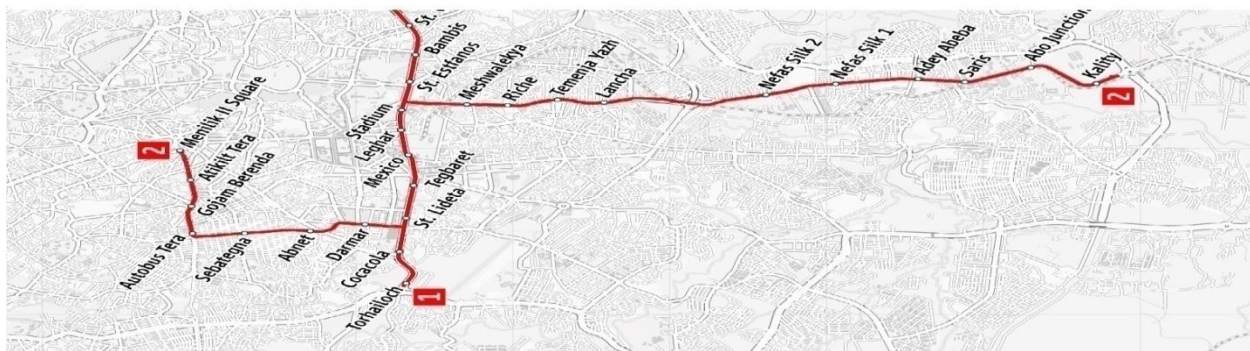 St.
Bambis
St. Estfanos
Meshwalekya
Riche
Temenja Yazh
Lancha
Nefas Silk 2
Nefas Silk 1
Adey Abeba
Saris
Abo Junction
Kality
2
Stadium
Leghar
Mexico
Tegbaret
St. Lideta
2
Menilik II Square
Atikilt Tera
Gojam Berenda
Autobus Tera
Sebategna
Abnet
Darmar
Cocacola
Torhailoch
1